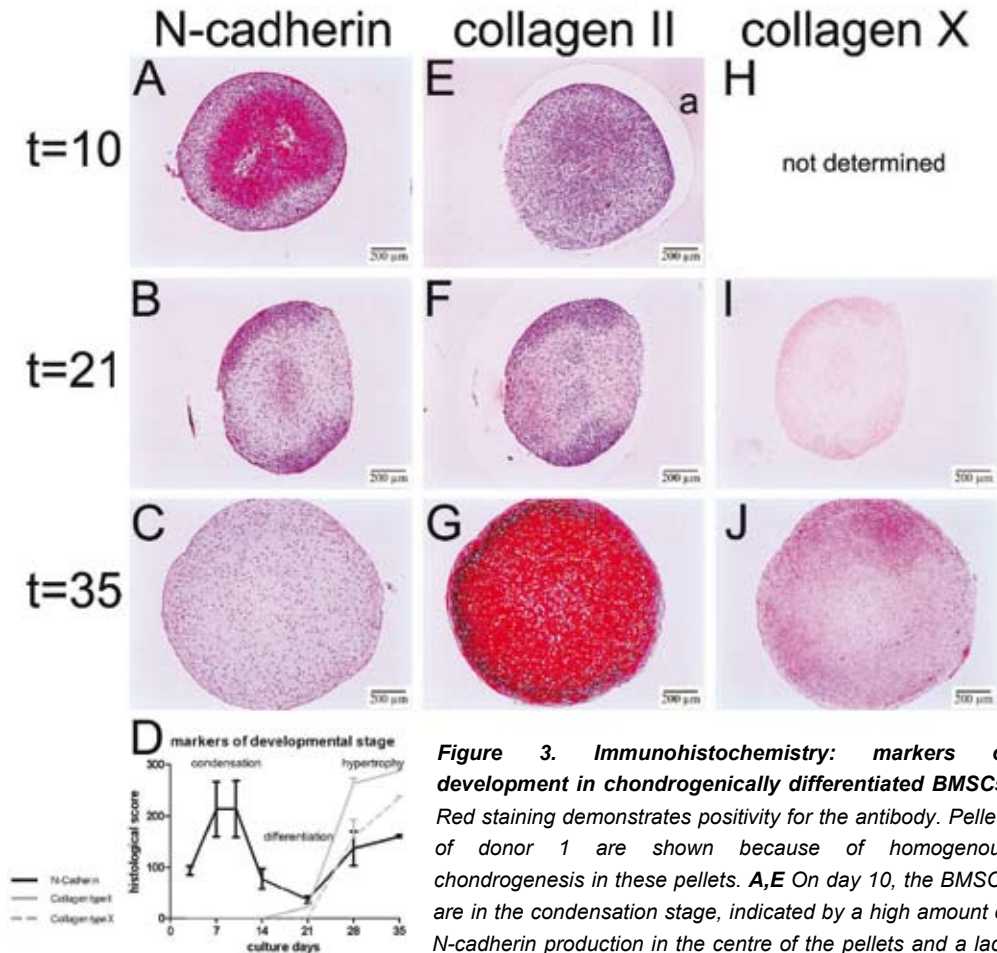 N-cadherin collagen II collagen X
A E a H
t=10
not determined
200 µm 200 µm
B F I
t=21
200 µm 200 µm 200 µm
C G J
t=35
200 µm 200 µm 200 µm
D markers of developmental stage
condensation hypertrophy
differentiation
300
200
100
0
0 7 14 21 28 35
histological score
culture days
N-Cadherin
Collagen type II
Collagen type X
Figure 3. Immunohistochemistry: markers
development in chondrogenically differentiated
Red staining demonstrates positivity for the antibody.
of donor 1 are shown because of
chondrogenesis in these pellets. A,E On day 10, the
are in the condensation stage, indicated by a high amount
N-cadherin production in the centre of the pellets and a